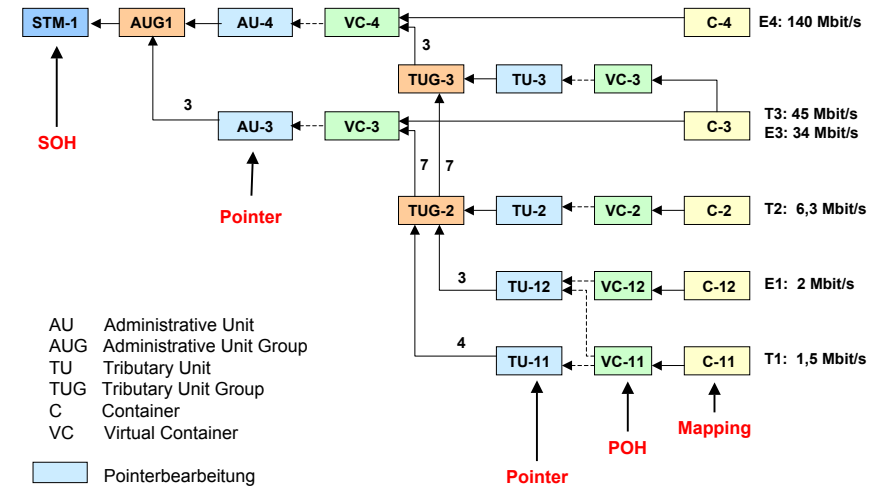 STM-1 AUG1 AU-4 VC-4 C-4 E4: 140 Mbit/s
3
TUG-3 TU-3 VC-3
3
T3: 45 Mbit/s
AU-3 VC-3 C-3
E3: 34 Mbit/s
SOH
7 7
Pointer
TUG-2 TU-2 VC-2 C-2 T2: 6,3 Mbit/s
3
TU-12 VC-12 C-12 E1: 2 Mbit/s
4
TU-11 VC-11 C-11 T1: 1,5 Mbit/s
AU Administrative Unit
AUG Administrative Unit Group
TU Tributary Unit
TUG Tributary Unit Group
C Container
VC Virtual Container
Mapping
POH
Pointer
Pointerbearbeitung